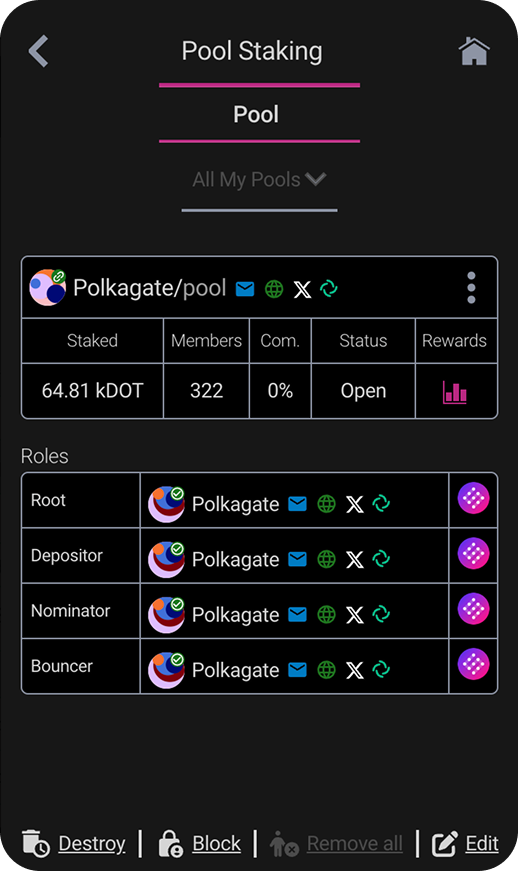 Pool Staking
Pool
All My Pools
Polkagate/pool
Staked Members Com. Status Rewards
64.81 kDOT 322 0% Open
Roles
Root Polkagate
Depositor Polkagate
Nominator Polkagate
Bouncer Polkagate
Destroy | Block | Remove all | Edit